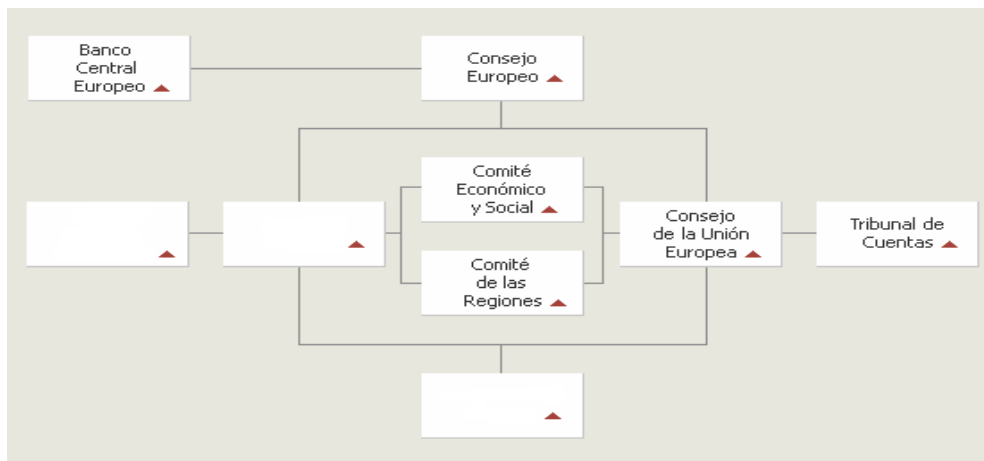 Banco
Central
Europeo
Consejo
Europeo
Comité
Económico
y Social
Consejo
de la Unión
Europea
Tribunal de
Cuentas
Comité
de las
Regiones